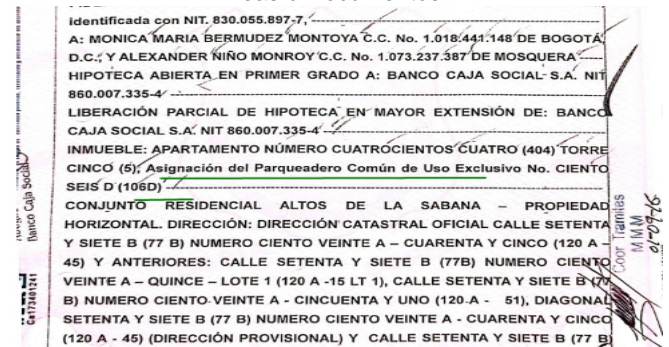 identificada con NIT. 830.055.897-7,
A: MONICA MARIA BERMUDEZ MONTOYA C.C. No. 1.018.441.148 DE BOGOTÁ,
D.C., Y ALEXANDER NIÑO MONROY C.C. No. 1.073.237.387 DE MOSQUERA
HIPOTECA ABIERTA EN PRIMER GRADO A: BANCO CAJA SOCIAL S.A. NIT
860.007.335-4
LIBERACIÓN PARCIAL DE HIPOTECA EN MAYOR EXTENSIÓN DE: BANCO
CAJA SOCIAL S.A. NIT 860.007.335-4
INMUEBLE: APARTAMENTO NÚMERO CUATROCIENTOS CUATRO (404) TORRE
CINCO (5), Asignación del Parqueadero Común de Uso Exclusivo No. CIENTO
SEIS D (106D)
CONJUNTO RESIDENCIAL ALTOS DE LA SABANA – PROPIEDAD
HORIZONTAL. DIRECCIÓN: DIRECCIÓN CATASTRAL OFICIAL CALLE SETENTA
Y SIETE B (77 B) NUMERO CIENTO VEINTE A – CUARENTA Y CINCO (120 A –
45) Y ANTERIORES: CALLE SETENTA Y SIETE B (77B) NUMERO CIENTO
VEINTE A – QUINCE – LOTE 1 (120 A -15 LT 1), CALLE SETENTA Y SIETE B (77
B) NUMERO CIENTO VEINTE A - CINCUENTA Y UNO (120 A - 51), DIAGONAL
SETENTA Y SIETE B (77 B) NUMERO CIENTO VEINTE A - CUARENTA Y CINCO
(120 A - 45) (DIRECCIÓN PROVISIONAL) Y CALLE SETENTA Y SIETE B (77 B)
Banco Caja Social
Ca173401241
Coor Tramites
M M M